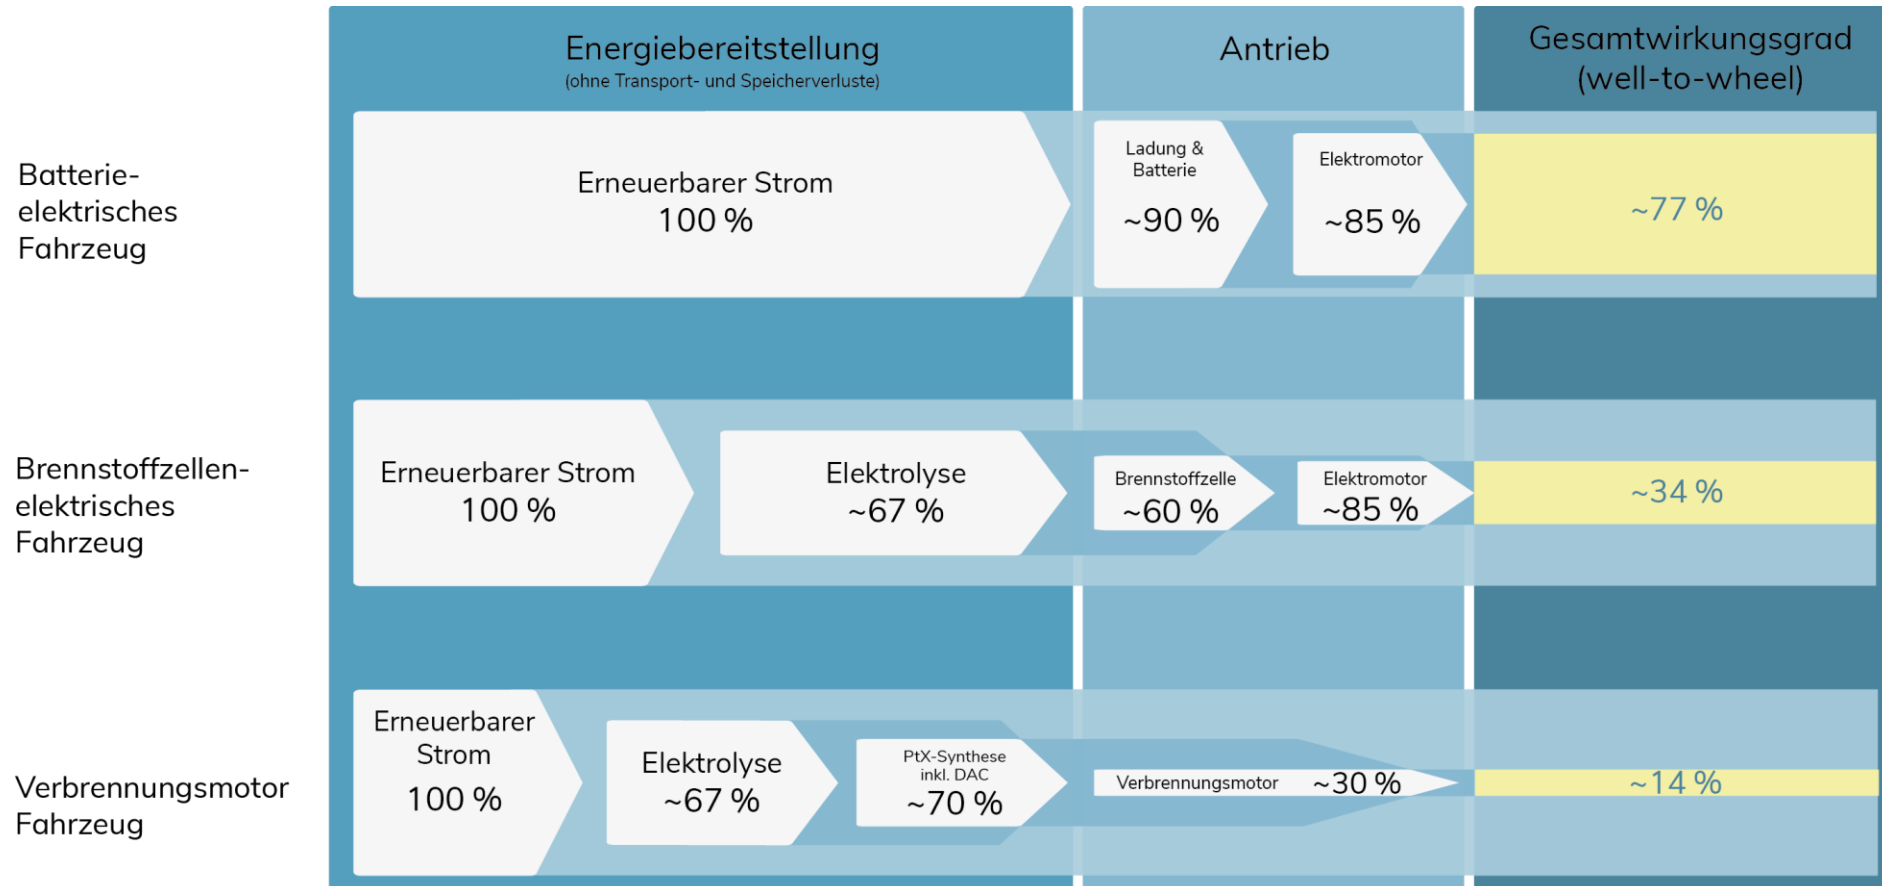 Energiebereitstellung
(ohne Transport- und Speicherverluste)
Antrieb
Gesamtwirkungsgrad
(well-to-wheel)
Batterie-
elektrisches
Fahrzeug
Erneuerbarer Strom
100 %
Ladung &
Batterie
~90 %
Elektromotor
~85 %
~77 %
Brennstoffzellen-
elektrisches
Fahrzeug
Erneuerbarer Strom
100 %
Elektrolyse
~67 %
Brennstoffzelle
~60 %
Elektromotor
~85 %
~34 %
Verbrennungsmotor
Fahrzeug
Erneuerbarer
Strom
100 %
Elektrolyse
~67 %
PtX-Synthese
inkl. DAC
~70 %
Verbrennungsmotor ~30 %
~14 %